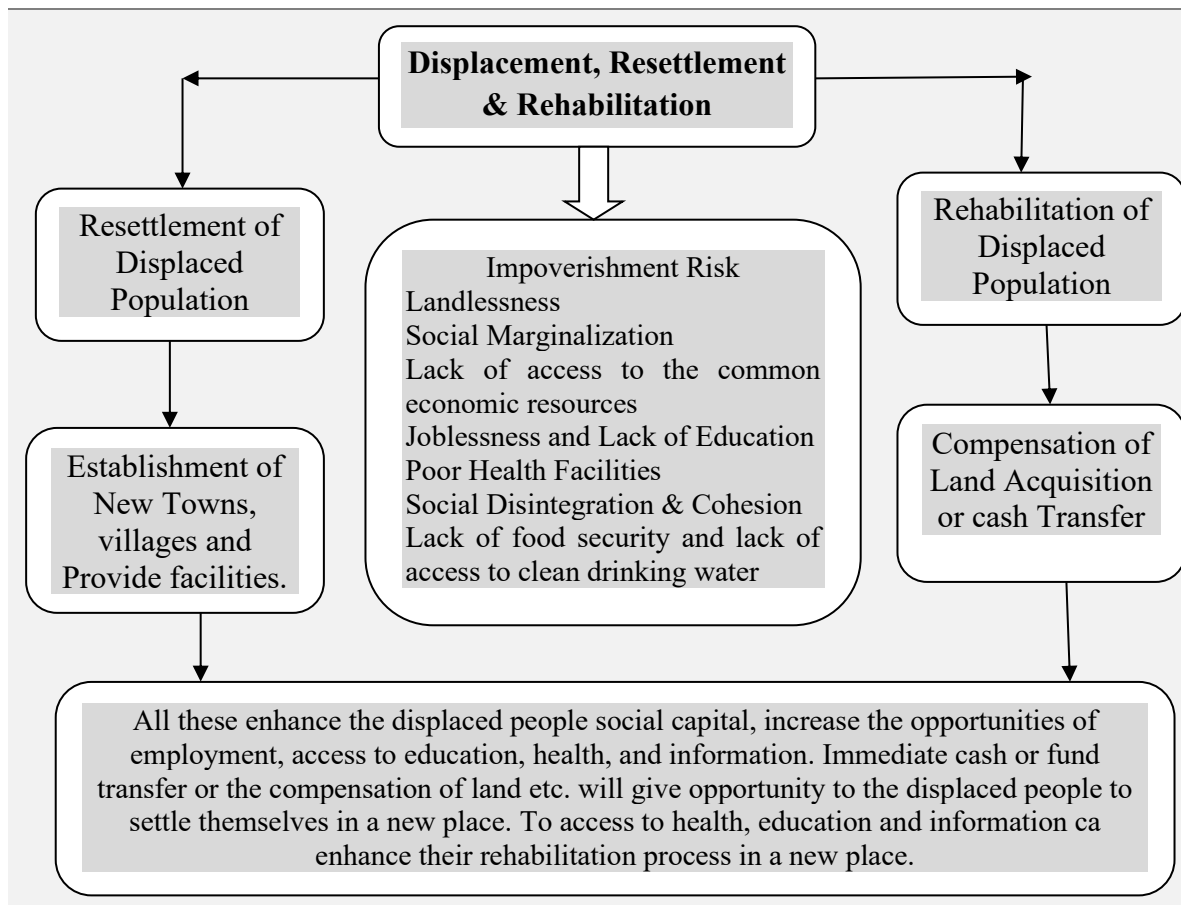 Displacement, Resettlement
& Rehabilitation
Resettlement of
Displaced
Population
Impoverishment Risk
Landlessness
Social Marginalization
Lack of access to the common
economic resources
Joblessness and Lack of Education
Poor Health Facilities
Social Disintegration & Cohesion
Lack of food security and lack of
access to clean drinking water
Rehabilitation of
Displaced
Population
Establishment of
New Towns,
villages and
Provide facilities.
Compensation of
Land Acquisition
or cash Transfer
All these enhance the displaced people social capital, increase the opportunities of
employment, access to education, health, and information. Immediate cash or fund
transfer or the compensation of land etc. will give opportunity to the displaced people to
settle themselves in a new place. To access to health, education and information ca
enhance their rehabilitation process in a new place.